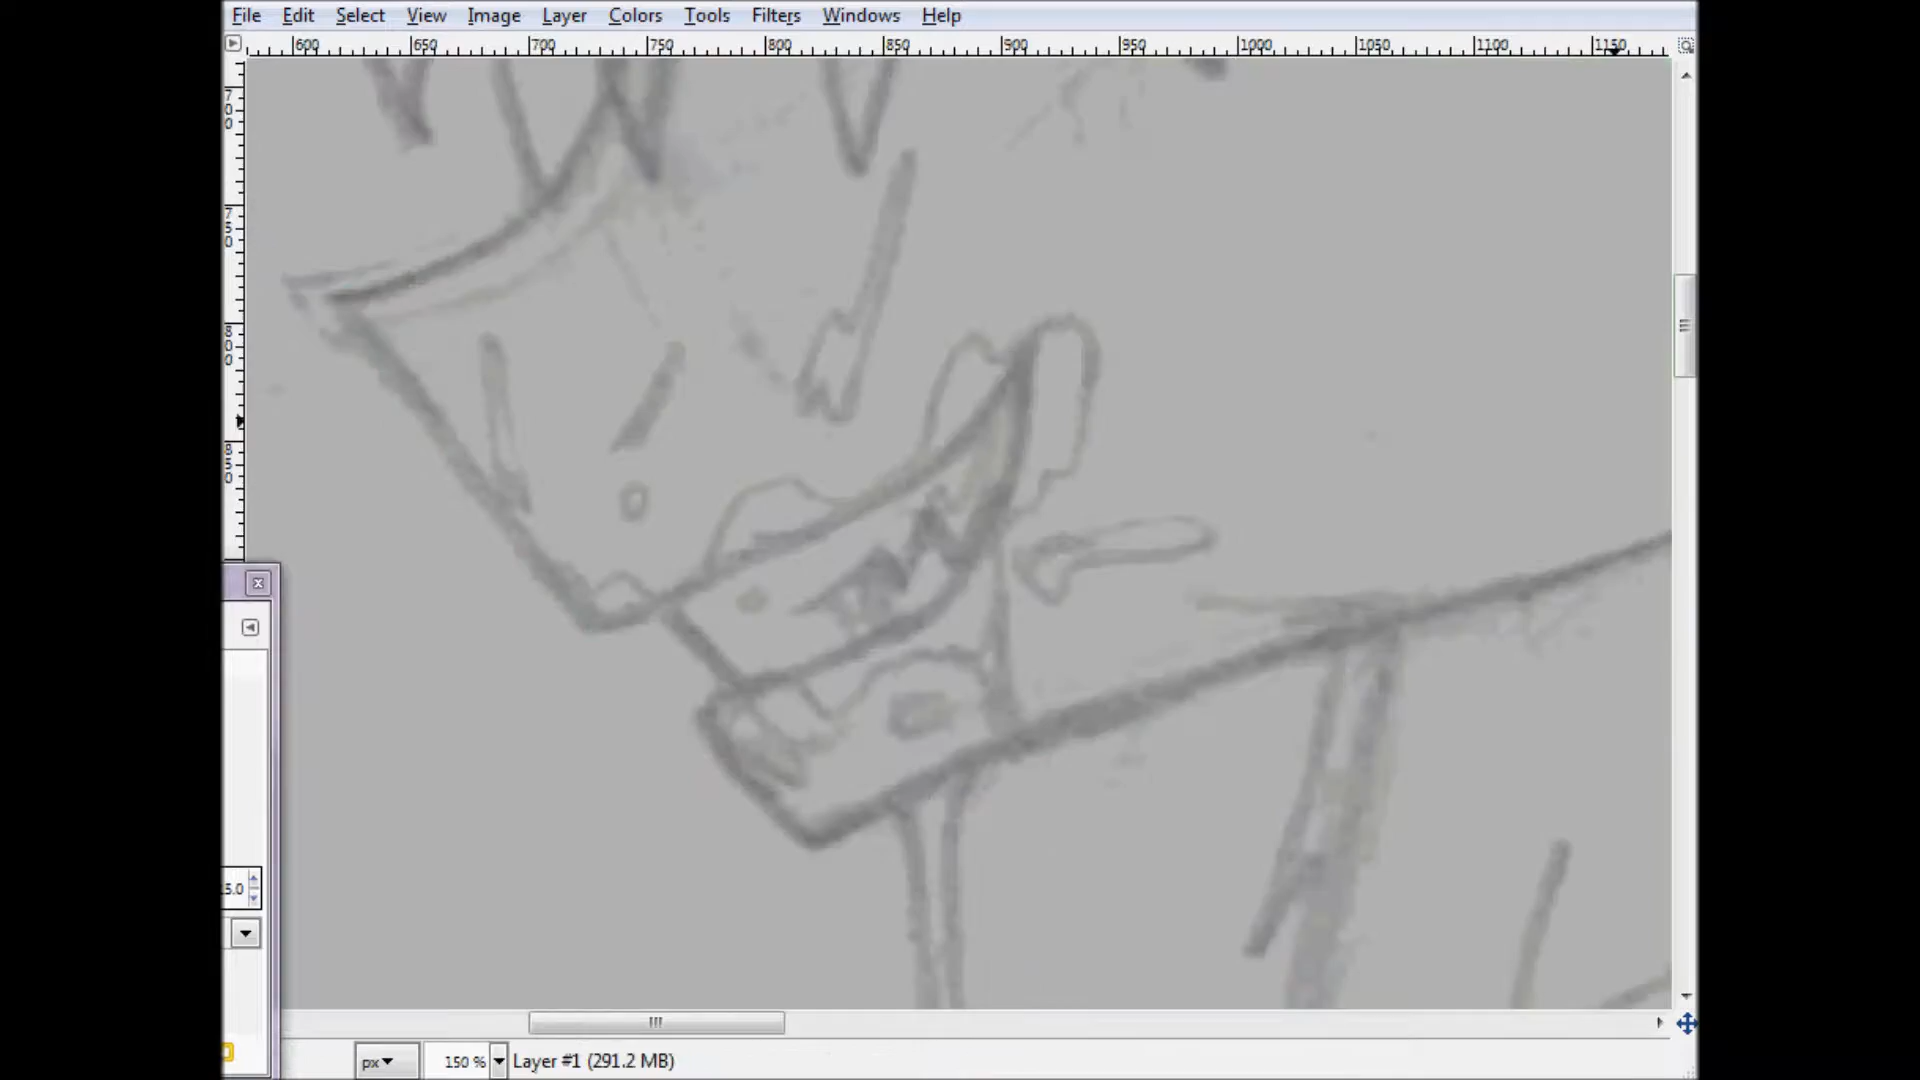 File Edit Select View Image Layer Colors Tools Filters Windows Help
600 650 700 750 800 850 900 950 1000 1050 1100 1150
700
750
800
850
5.0
px 150 % Layer #1 (291.2 MB)